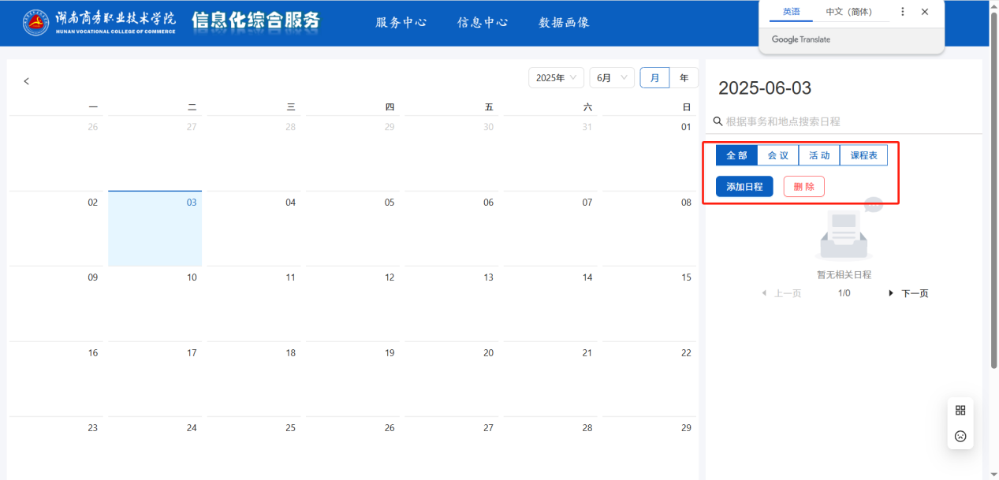 湖南商务职业技术学院
HUNAN VOCATIONAL COLLEGE OF COMMERCE
信息化综合服务
服务中心 信息中心 数据画像
英语 中文（简体）
Google Translate
2025年 6月 月 年
一 二 三 四 五 六 日
26 27 28 29 30 31 01
02 03 04 05 06 07 08
09 10 11 12 13 14 15
16 17 18 19 20 21 22
23 24 25 26 27 28 29
2025-06-03
根据事务和地点搜索日程
全部 会议 活动 课程表
添加日程 删除
暂无相关日程
上一页 1/0 下一页